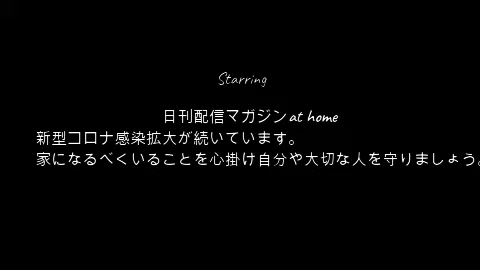 Starring
日刊配信マガジンat home
新型コロナ感染拡大が続いています。
家になるべくいることを心掛け自分や大切な人を守りましょう。